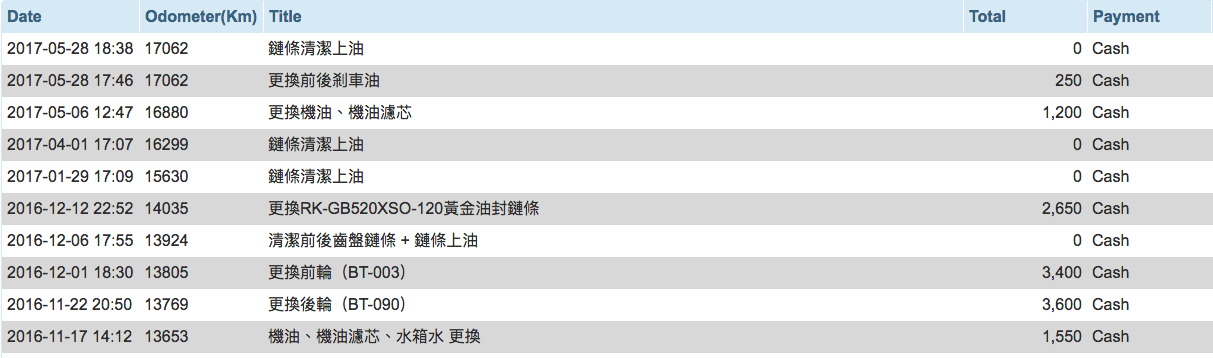 Date Odometer(Km) Title Total Payment
2017-05-28 18:38 17062 鏈條清潔上油 0 Cash
2017-05-28 17:46 17062 更換前後剎車油 250 Cash
2017-05-06 12:47 16880 更換機油、機油濾芯 1,200 Cash
2017-04-01 17:07 16299 鏈條清潔上油 0 Cash
2017-01-29 17:09 15630 鏈條清潔上油 0 Cash
2016-12-12 22:52 14035 更換RK-GB520XSO-120黃金油封鏈條 2,650 Cash
2016-12-06 17:55 13924 清潔前後齒盤鏈條 + 鏈條上油 0 Cash
2016-12-01 18:30 13805 更換前輪（BT-003） 3,400 Cash
2016-11-22 20:50 13769 更換後輪（BT-090） 3,600 Cash
2016-11-17 14:12 13653 機油、機油濾芯、水箱水 更換 1,550 Cash